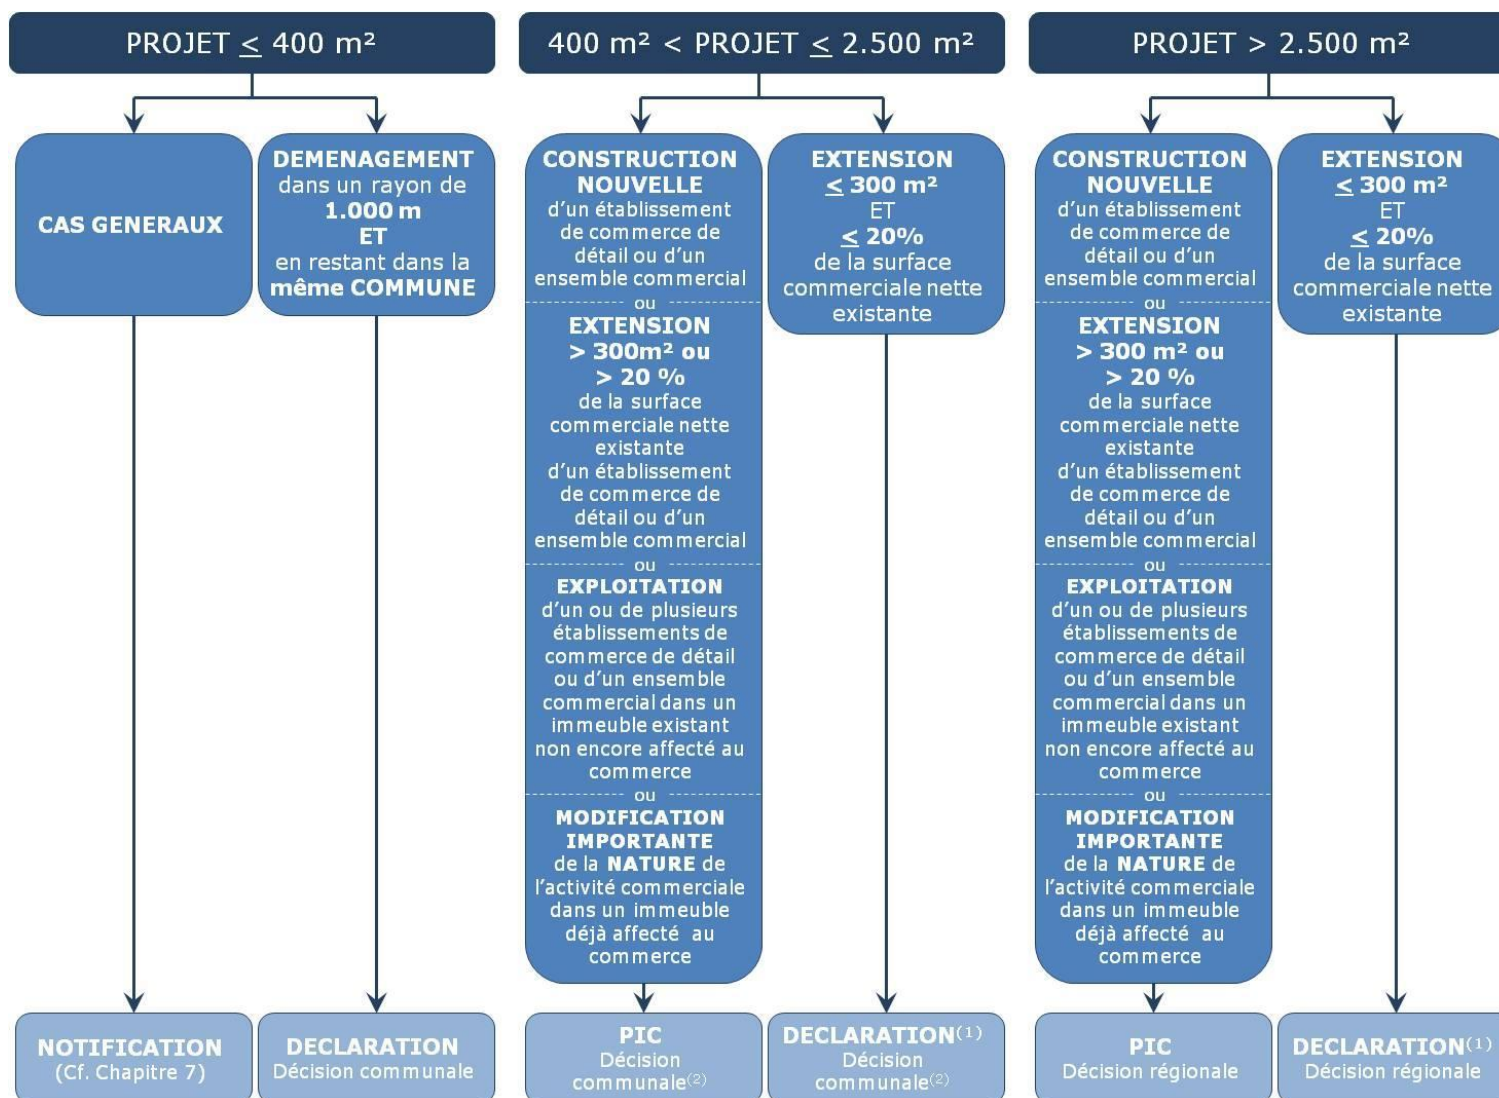 PROJET ≤ 400 m²
CAS GENERAUX
DEMENAGEMENT
dans un rayon de
1.000 m
ET
en restant dans la
même COMMUNE
NOTIFICATION
(Cf. Chapitre 7)
DECLARATION
Décision communale
400 m² < PROJET ≤ 2.500 m²
CONSTRUCTION
NOUVELLE
d'un établissement
de commerce de
détail ou d'un
ensemble commercial
ou
EXTENSION
> 300m² ou
> 20 %
de la surface
commerciale nette
existante
d'un établissement
de commerce de
détail ou d'un
ensemble commercial
ou
EXPLOITATION
d'un ou de plusieurs
établissements de
commerce de détail
ou d'un ensemble
commercial dans un
immeuble existant
non encore affecté au
commerce
ou
MODIFICATION
IMPORTANTE
de la NATURE de
l'activité commerciale
dans un immeuble
déjà affecté au
commerce
PIC
Décision
communale(2)
EXTENSION
≤ 300 m²
ET
≤ 20%
de la surface
commerciale nette
existante
DECLARATION(1)
Décision
communale(2)
PROJET > 2.500 m²
CONSTRUCTION
NOUVELLE
d'un établissement
de commerce de
détail ou d'un
ensemble commercial
ou
EXTENSION
> 300 m² ou
> 20 %
de la surface
commerciale nette
existante
d'un établissement
de commerce de
détail ou d'un
ensemble commercial
ou
EXPLOITATION
d'un ou de plusieurs
établissements de
commerce de détail
ou d'un ensemble
commercial dans un
immeuble existant
non encore affecté au
commerce
ou
MODIFICATION
IMPORTANTE
de la NATURE de
l'activité commerciale
dans un immeuble
déjà affecté au
commerce
PIC
Décision régionale
EXTENSION
≤ 300 m²
ET
≤ 20%
de la surface
commerciale nette
existante
DECLARATION(1)
Décision régionale